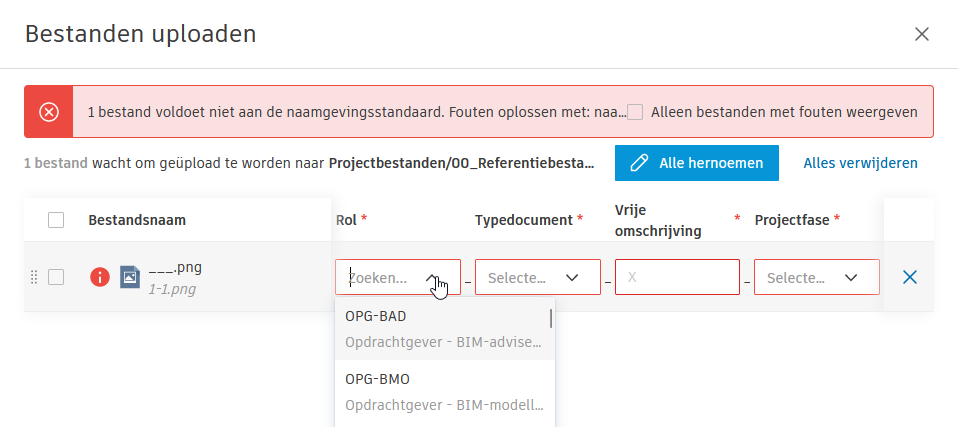 Bestanden uploaden
1 bestand voldoet niet aan de naamgevingsstandaard. Fouten oplossen met: naa... Alleen bestanden met fouten weergeven
1 bestand wacht om geüpload te worden naar Projectbestanden/00_Referentiebesta... Alle hernoemen Alles verwijderen
Bestandsnaam Rol * Typedocument * Vrije omschrijving * Projectfase *
___.png
1-1.png
Zoeken... _ Selecte... _ X _ Selecte...
OPG-BAD
Opdrachtgever - BIM-advise...
OPG-BMO
Opdrachtgever - BIM-modell...